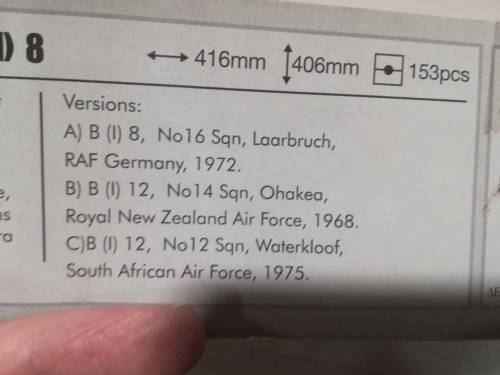 8 416mm 406mm 153pcs
Versions:
A) B (I) 8, No16 Sqn, Laarbruch,
RAF Germany, 1972.
B) B (I) 12, No14 Sqn, Ohakea,
Royal New Zealand Air Force, 1968.
C)B (I) 12, No12 Sqn, Waterkloof,
South African Air Force, 1975.